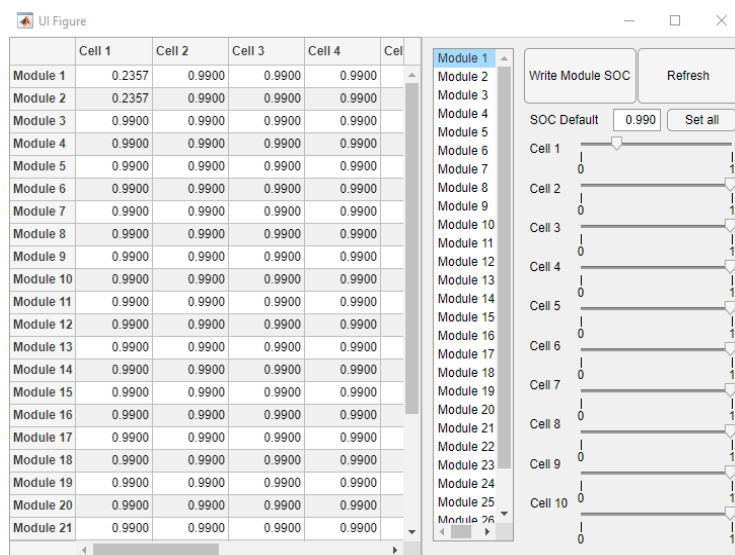 UI Figure
Cell 1 Cell 2 Cell 3 Cell 4 Cel
Module 1 0.2357 0.9900 0.9900 0.9900
Module 2 0.2357 0.9900 0.9900 0.9900
Module 3 0.9900 0.9900 0.9900 0.9900
Module 4 0.9900 0.9900 0.9900 0.9900
Module 5 0.9900 0.9900 0.9900 0.9900
Module 6 0.9900 0.9900 0.9900 0.9900
Module 7 0.9900 0.9900 0.9900 0.9900
Module 8 0.9900 0.9900 0.9900 0.9900
Module 9 0.9900 0.9900 0.9900 0.9900
Module 10 0.9900 0.9900 0.9900 0.9900
Module 11 0.9900 0.9900 0.9900 0.9900
Module 12 0.9900 0.9900 0.9900 0.9900
Module 13 0.9900 0.9900 0.9900 0.9900
Module 14 0.9900 0.9900 0.9900 0.9900
Module 15 0.9900 0.9900 0.9900 0.9900
Module 16 0.9900 0.9900 0.9900 0.9900
Module 17 0.9900 0.9900 0.9900 0.9900
Module 18 0.9900 0.9900 0.9900 0.9900
Module 19 0.9900 0.9900 0.9900 0.9900
Module 20 0.9900 0.9900 0.9900 0.9900
Module 21 0.9900 0.9900 0.9900 0.9900
Module 1
Module 2
Module 3
Module 4
Module 5
Module 6
Module 7
Module 8
Module 9
Module 10
Module 11
Module 12
Module 13
Module 14
Module 15
Module 16
Module 17
Module 18
Module 19
Module 20
Module 21
Module 22
Module 23
Module 24
Module 25
Module 26
Write Module SOC Refresh
SOC Default 0.990 Set all
Cell 1
0 1
Cell 2
0 1
Cell 3
0 1
Cell 4
0 1
Cell 5
0 1
Cell 6
0 1
Cell 7
0 1
Cell 8
0 1
Cell 9
0 1
Cell 10
0 1